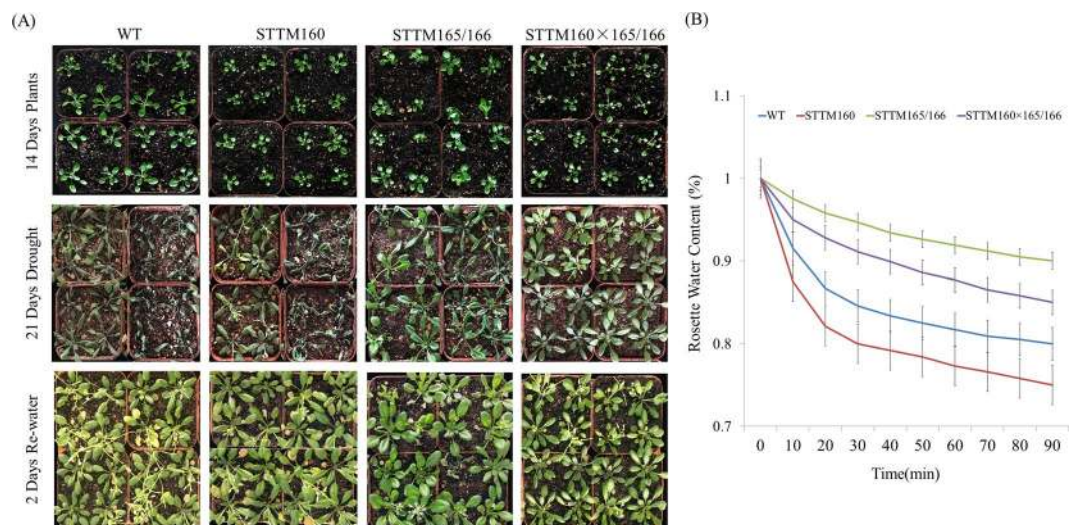 (A)
WT STTM160 STTM165/166 STTM160×165/166
14 Days Plants
21 Days Drought
2 Days Re-water
(B)
WT STTM160 STTM165/166 STTM160×165/166
Rosette Water Content (%)
1.1
1
0.9
0.8
0.7
0 10 20 30 40 50 60 70 80 90
Time(min)